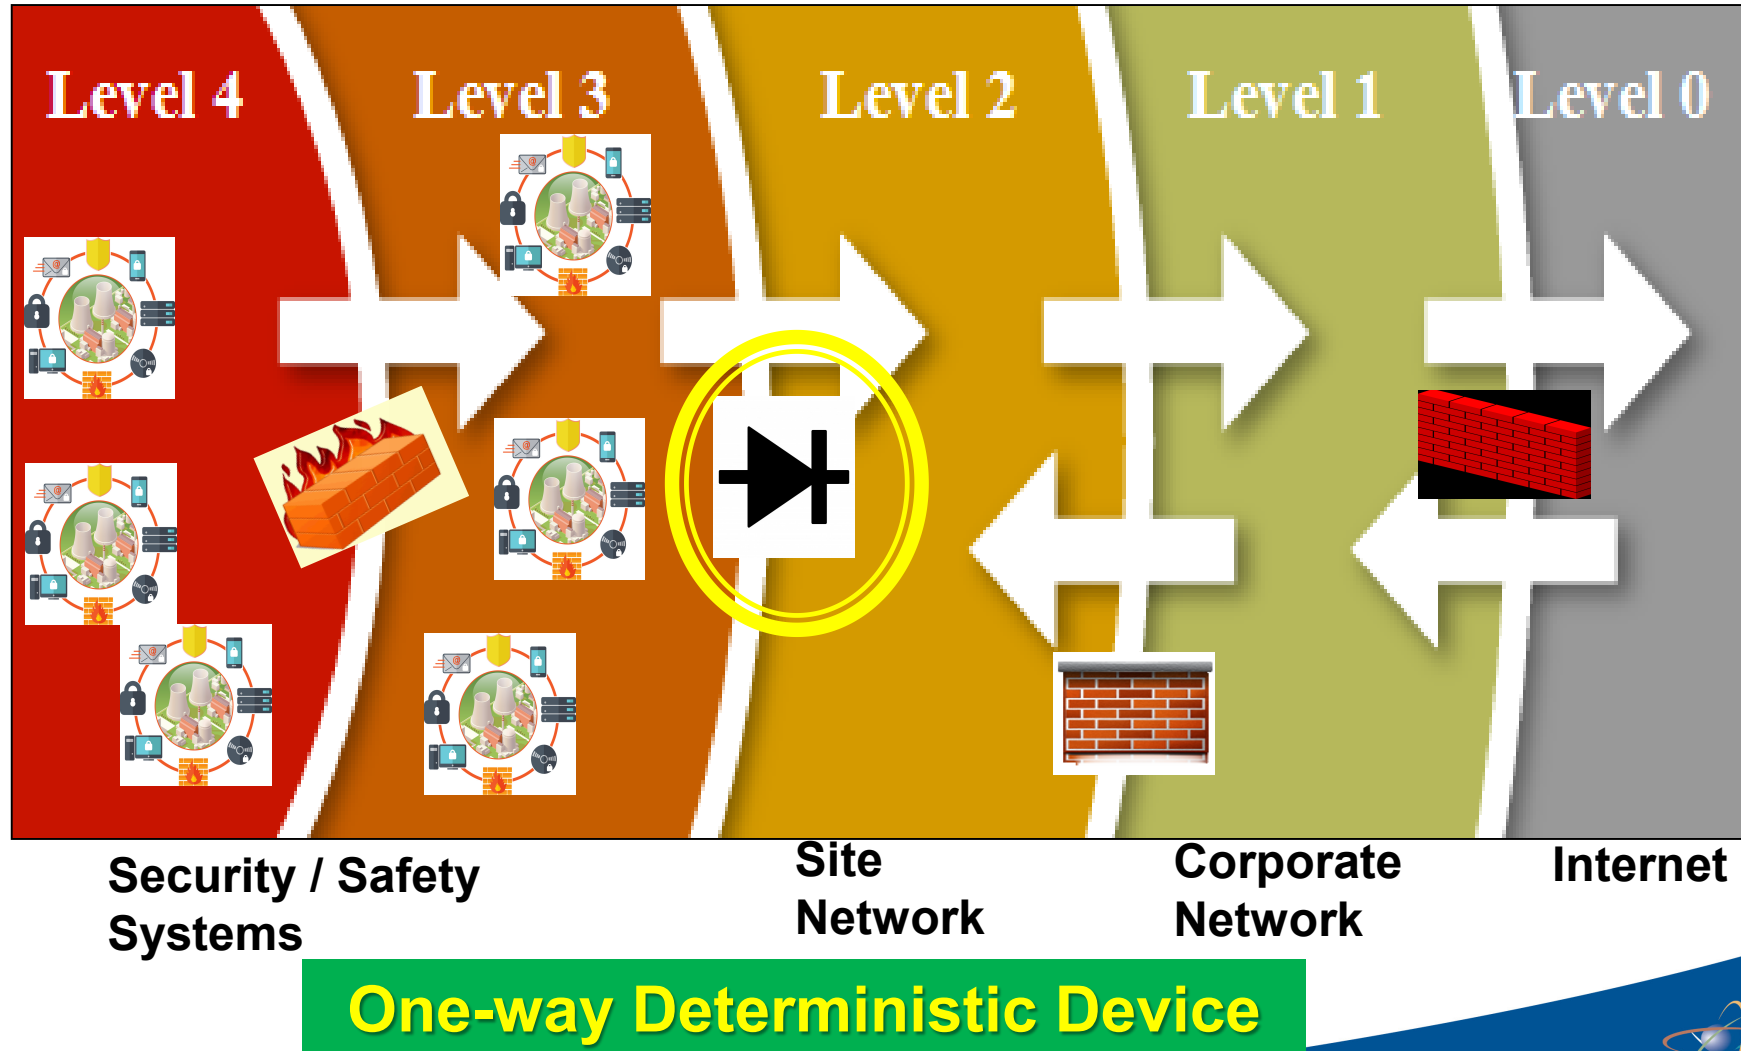 Level 4
Level 3
Level 2
Level 1
Level 0
Security / Safety
Systems
Site
Network
Corporate
Network
Internet
One-way Deterministic Device